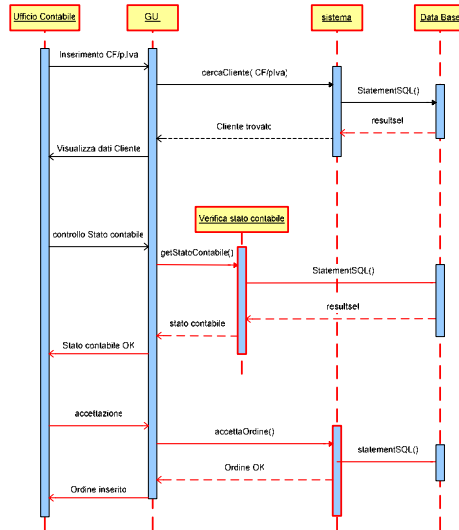 Ufficio Contabile
GU.
sistema
Data Base
Inserimento CF/p.Iva
cercaCliente( CF/pIva)
StatementSQL()
resultset
Cliente trovato
Visualizza dati Cliente
Verifica stato contabile
controllo Stato contabile
getStatoContabile()
StatementSQL()
resultset
stato contabile
Stato contabile OK
accettazione
accettaOrdine()
statementSQL()
Ordine OK
Ordine inserito